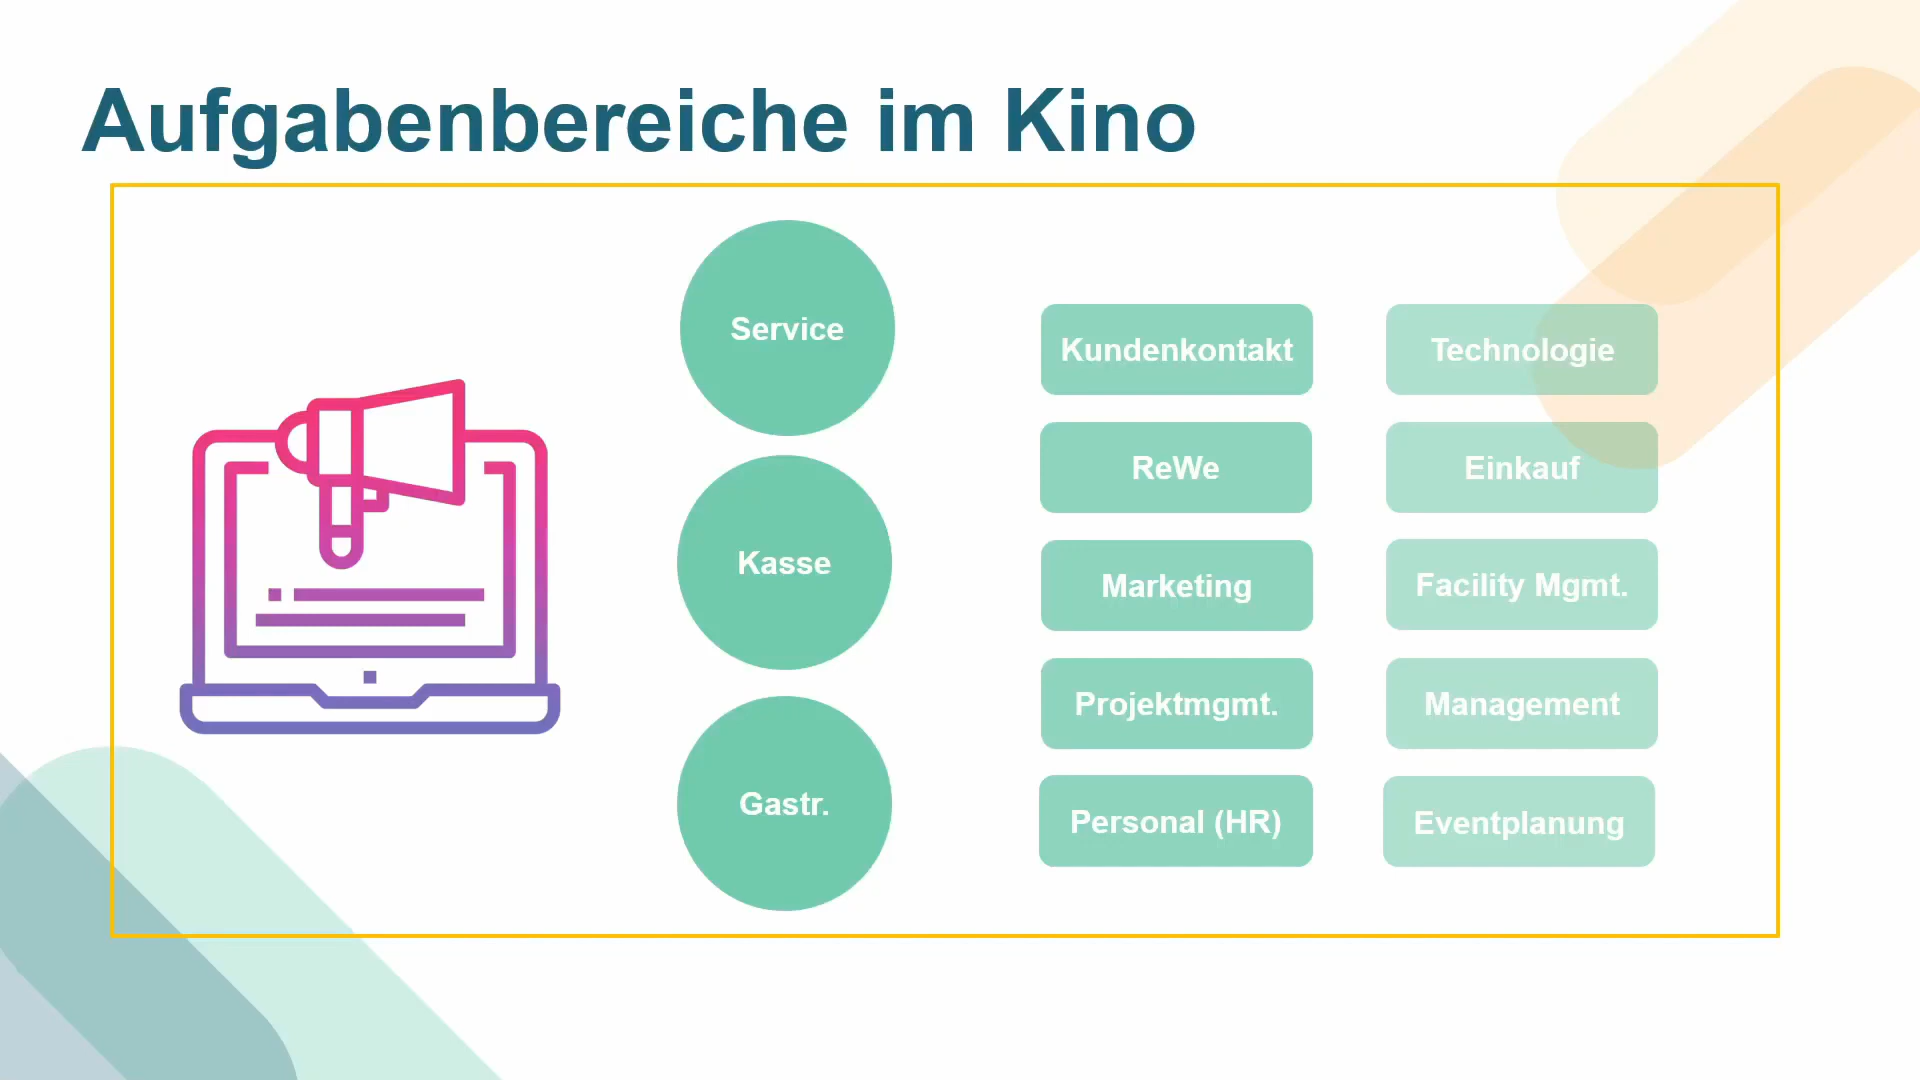 Aufgabenbereiche im Kino
Service
Kasse
Gastr.
Kundenkontakt
ReWe
Marketing
Projektmgmt.
Personal (HR)
Technologie
Einkauf
Facility Mgmt.
Management
Eventplanung